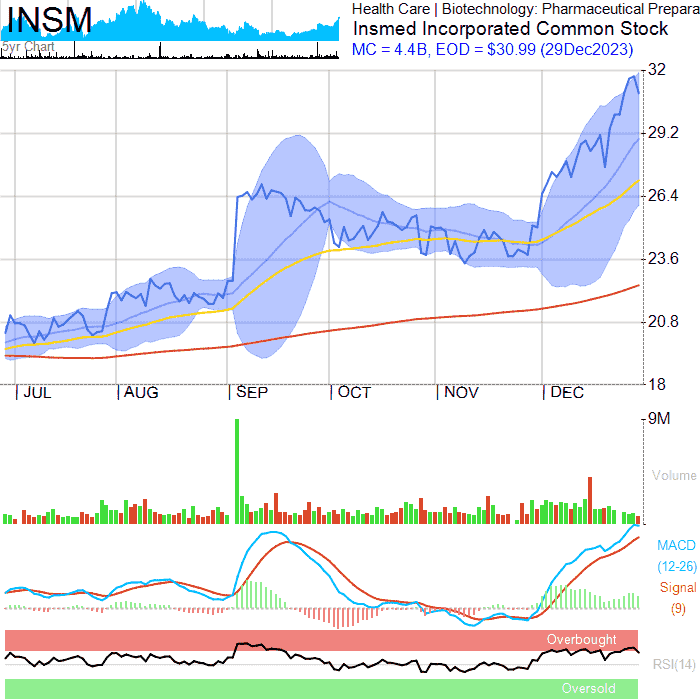 INSM
5yr Chart
Health Care | Biotechnology: Pharmaceutical Prepara
Insmed Incorporated Common Stock
MC = 4.4B, EOD = $30.99 (29Dec2023)
32
29.2
26.4
23.6
20.8
18
JUL AUG SEP OCT NOV DEC
9M
Volume
MACD
(12-26)
Signal
(9)
Overbought
RSI(14)
Oversold